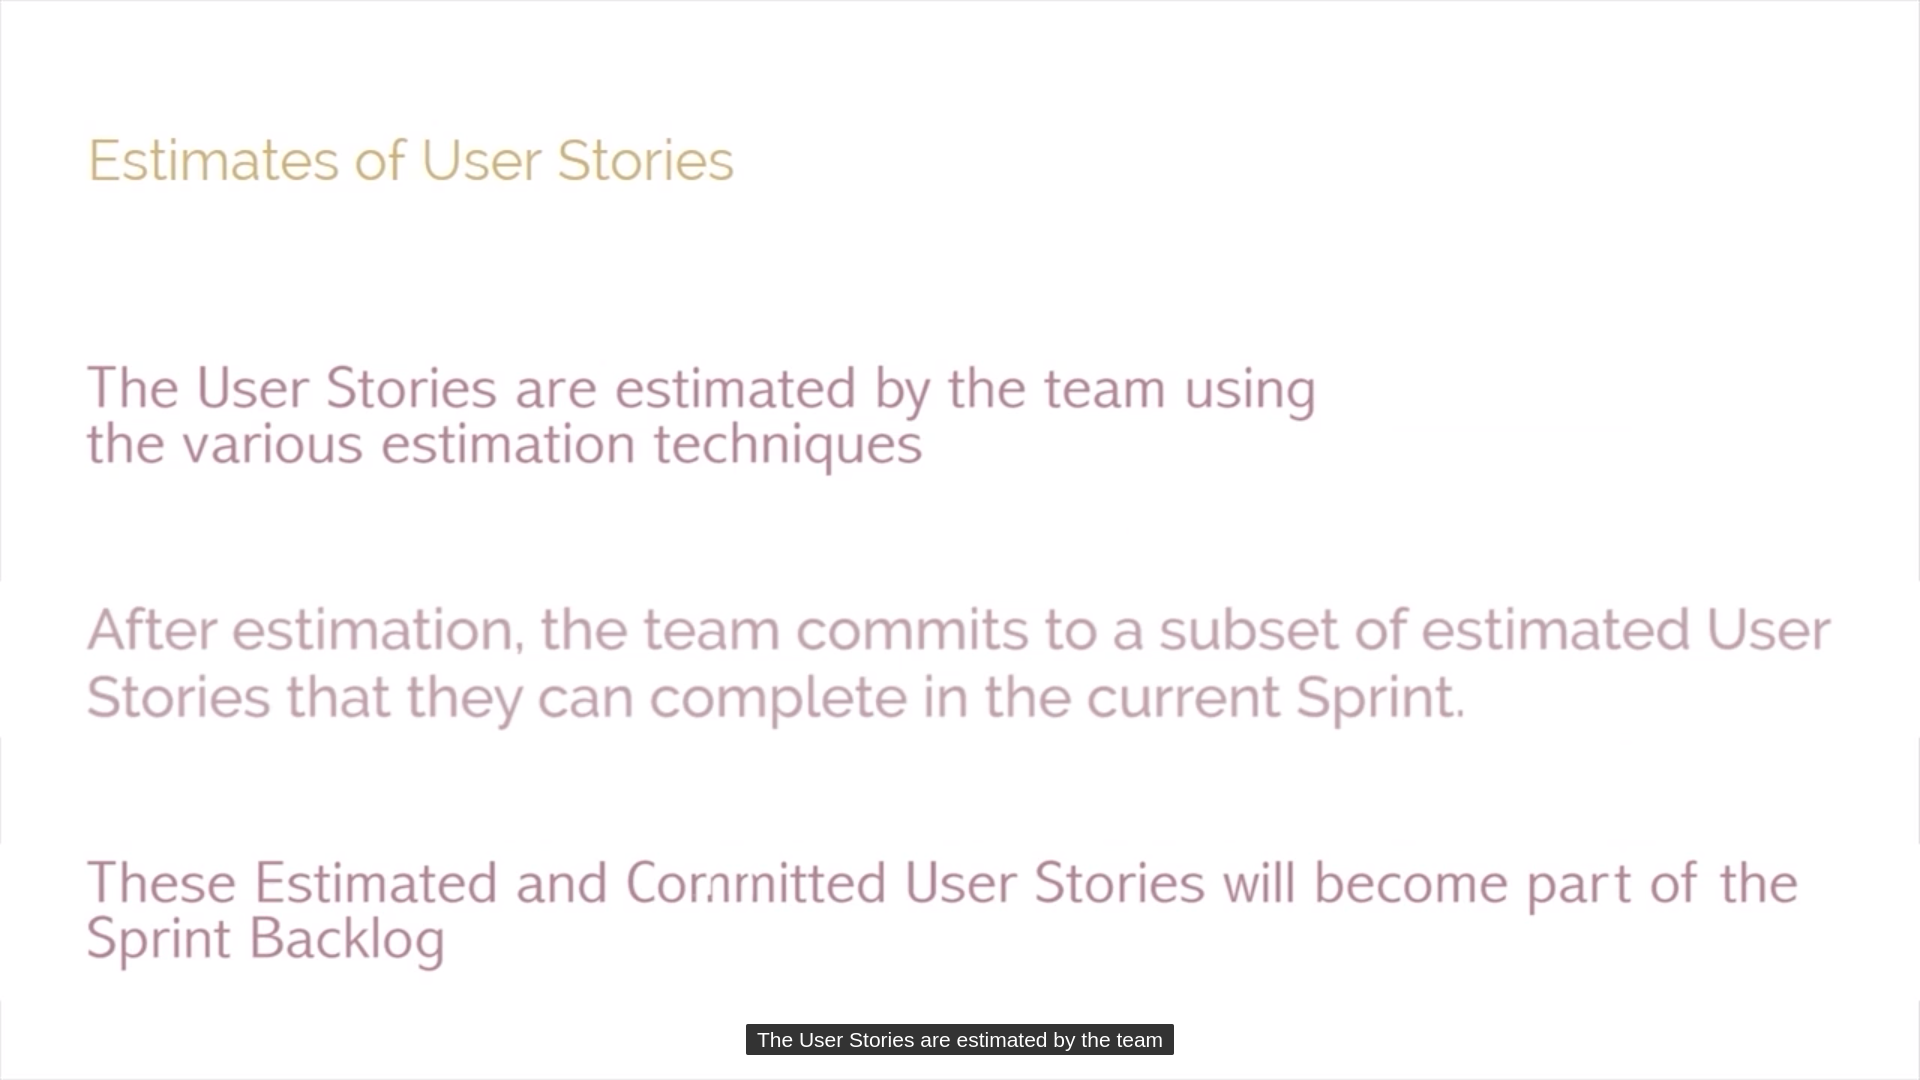 Estimates of User Stories
The User Stories are estimated by the team using
the various estimation techniques
After estimation, the team commits to a subset of estimated User
Stories that they can complete in the current Sprint.
These Estimated and Committed User Stories will become part of the
Sprint Backlog
The User Stories are estimated by the team